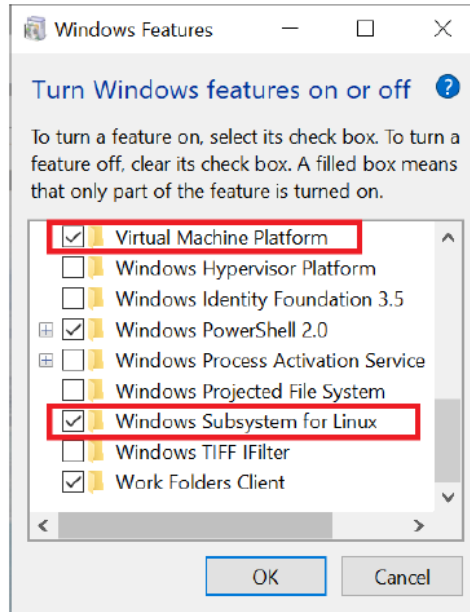 Windows Features
Turn Windows features on or off
To turn a feature on, select its check box. To turn a
feature off, clear its check box. A filled box means
that only part of the feature is turned on.
Virtual Machine Platform
Windows Hypervisor Platform
Windows Identity Foundation 3.5
Windows PowerShell 2.0
Windows Process Activation Service
Windows Projected File System
Windows Subsystem for Linux
Windows TIFF IFilter
Work Folders Client
OK Cancel